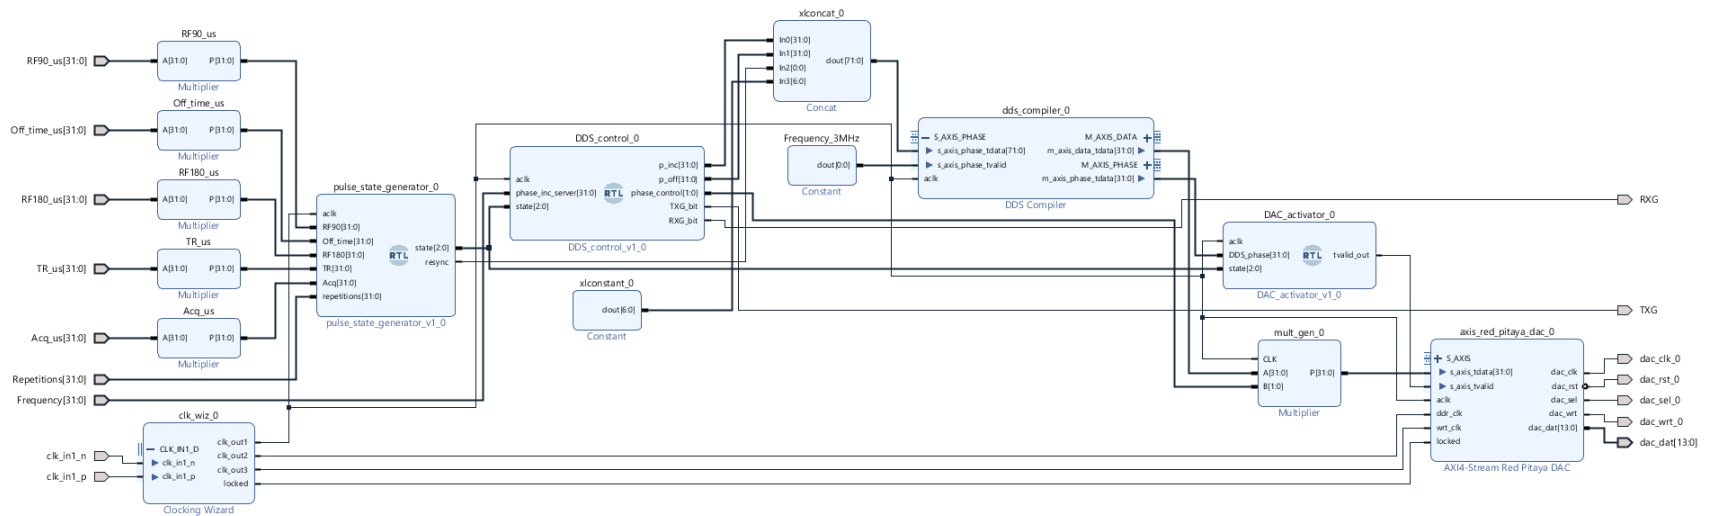 RF90_us
RF90_us[31:0]
A[31:0] P[31:0]
Multiplier
Off_time_us
Off_time_us[31:0]
A[31:0] P[31:0]
Multiplier
RF180_us
RF180_us[31:0]
A[31:0] P[31:0]
Multiplier
TR_us
TR_us[31:0]
A[31:0] P[31:0]
Multiplier
Acq_us
Acq_us[31:0]
A[31:0] P[31:0]
Multiplier
Repetitions[31:0]
Frequency[31:0]
clk_wiz_0
CLK_IN1_D
clk_in1_n
clk_in1_p
clk_in1_n
clk_in1_p
clk_out1
clk_out2
clk_out3
locked
Clocking Wizard
pulse_state_generator_0
aclk
RF90[31:0]
Off_time[31:0]
RF180[31:0]
TR[31:0]
Acq[31:0]
repetitions[31:0]
RTL
state[2:0]
resync
pulse_state_generator_v1_0
DDS_control_0
aclk
phase_inc_server[31:0]
state[2:0]
RTL
p_inc[31:0]
p_off[31:0]
phase_control[1:0]
TXG_bit
RXG_bit
DDS_control_v1_0
xlconstant_0
dout[6:0]
Constant
xlconcat_0
In0[31:0]
In1[31:0]
In2[0:0]
In3[6:0]
dout[71:0]
Concat
Frequency_3MHz
dout[0:0]
Constant
dds_compiler_0
S_AXIS_PHASE
s_axis_phase_tdata[71:0]
s_axis_phase_tvalid
aclk
M_AXIS_DATA
m_axis_data_tdata[31:0]
M_AXIS_PHASE
m_axis_phase_tdata[31:0]
DDS Compiler
DAC_activator_0
aclk
DDS_phase[31:0]
state[2:0]
RTL
tvalid_out
DAC_activator_v1_0
mult_gen_0
CLK
A[31:0]
B[1:0]
P[31:0]
Multiplier
axis_red_pitaya_dac_0
S_AXIS
s_axis_tdata[31:0]
s_axis_tvalid
aclk
ddr_clk
wrt_clk
locked
dac_clk
dac_rst
dac_sel
dac_wrt
dac_dat[13:0]
AXI4-Stream Red Pitaya DAC
RXG
TXG
dac_clk_0
dac_rst_0
dac_sel_0
dac_wrt_0
dac_dat[13:0]